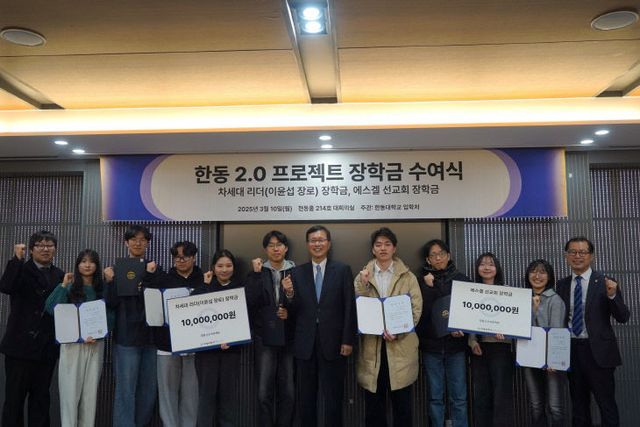 한동 2.0 프로젝트 장학금 수여식
차세대 리더(이윤섭 장로) 장학금, 에스겔 선교회 장학금
2025년 3월 10일(월) 현동홀 214호 대회의실 주관: 한동대학교 입학처
차세대 리더(이윤섭 장로) 장학금
10,000,000원
에스겔 선교회 장학금
10,000,000원